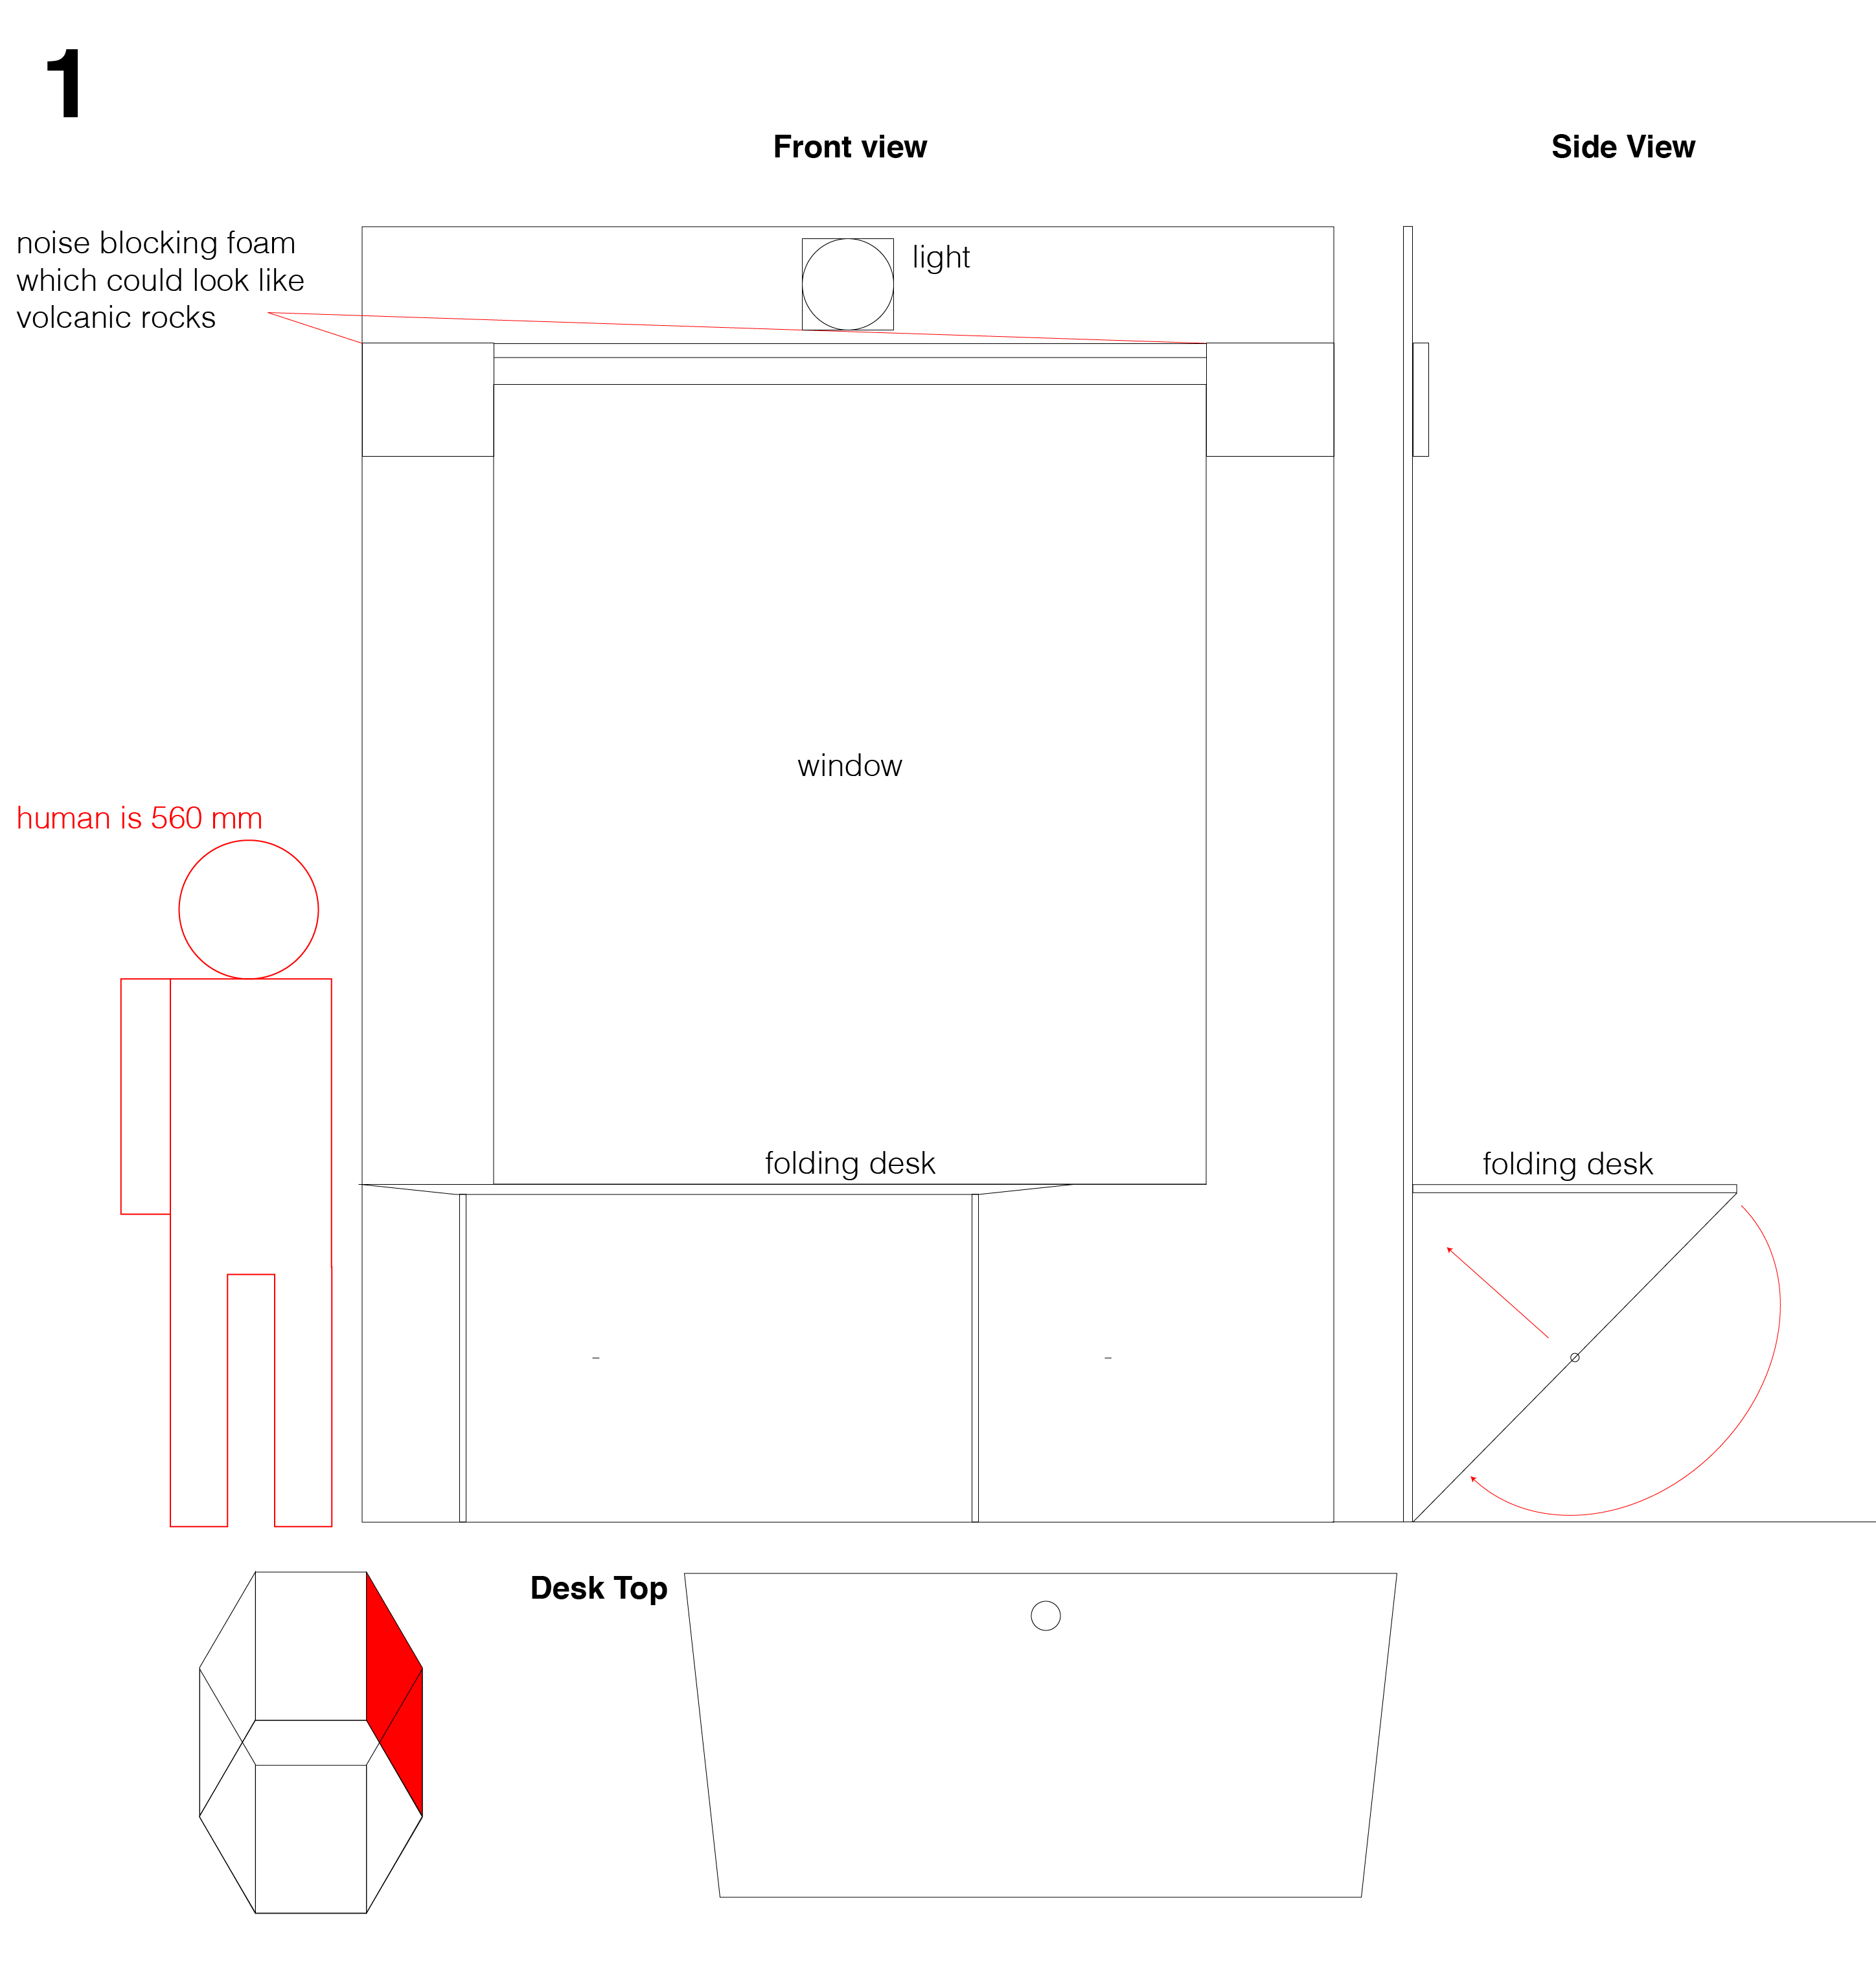 1
Front view
Side View
noise blocking foam
which could look like
volcanic rocks
light
window
human is 560 mm
folding desk
folding desk
Desk Top